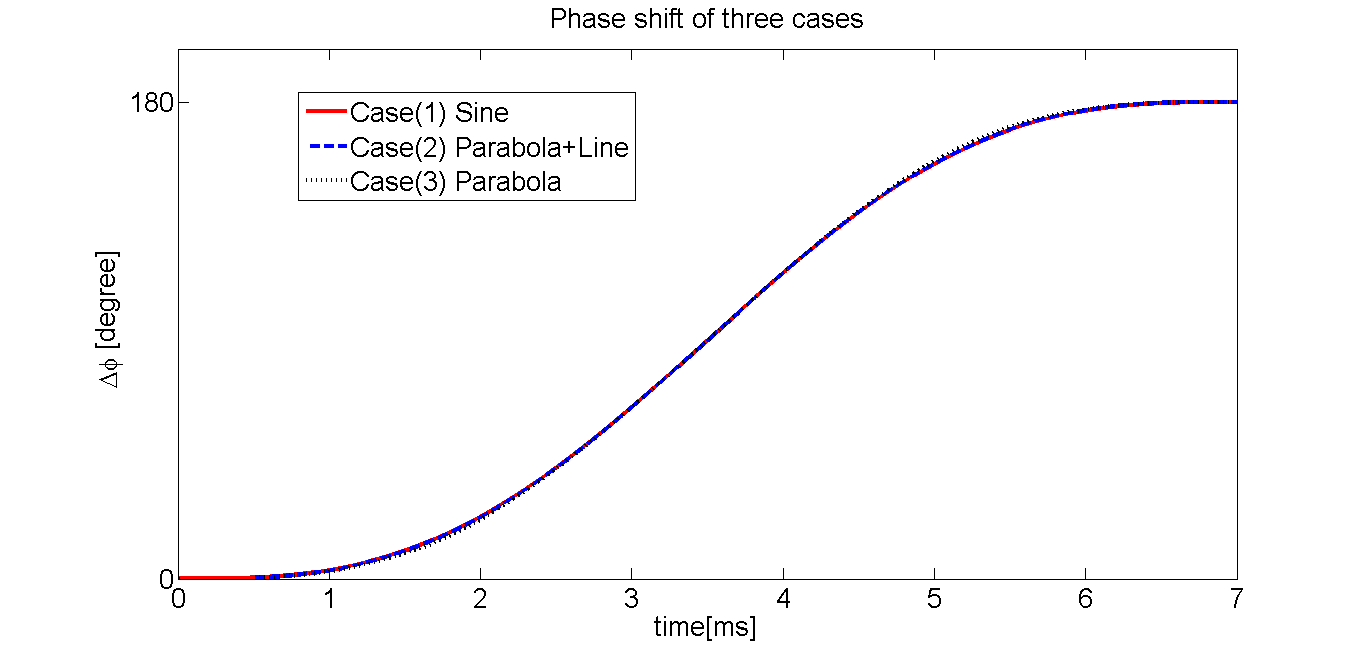 Phase shift of three cases
180
Case(1) Sine
Case(2) Parabola+Line
Case(3) Parabola
Δϕ [degree]
0
0 1 2 3 4 5 6 7
time[ms]